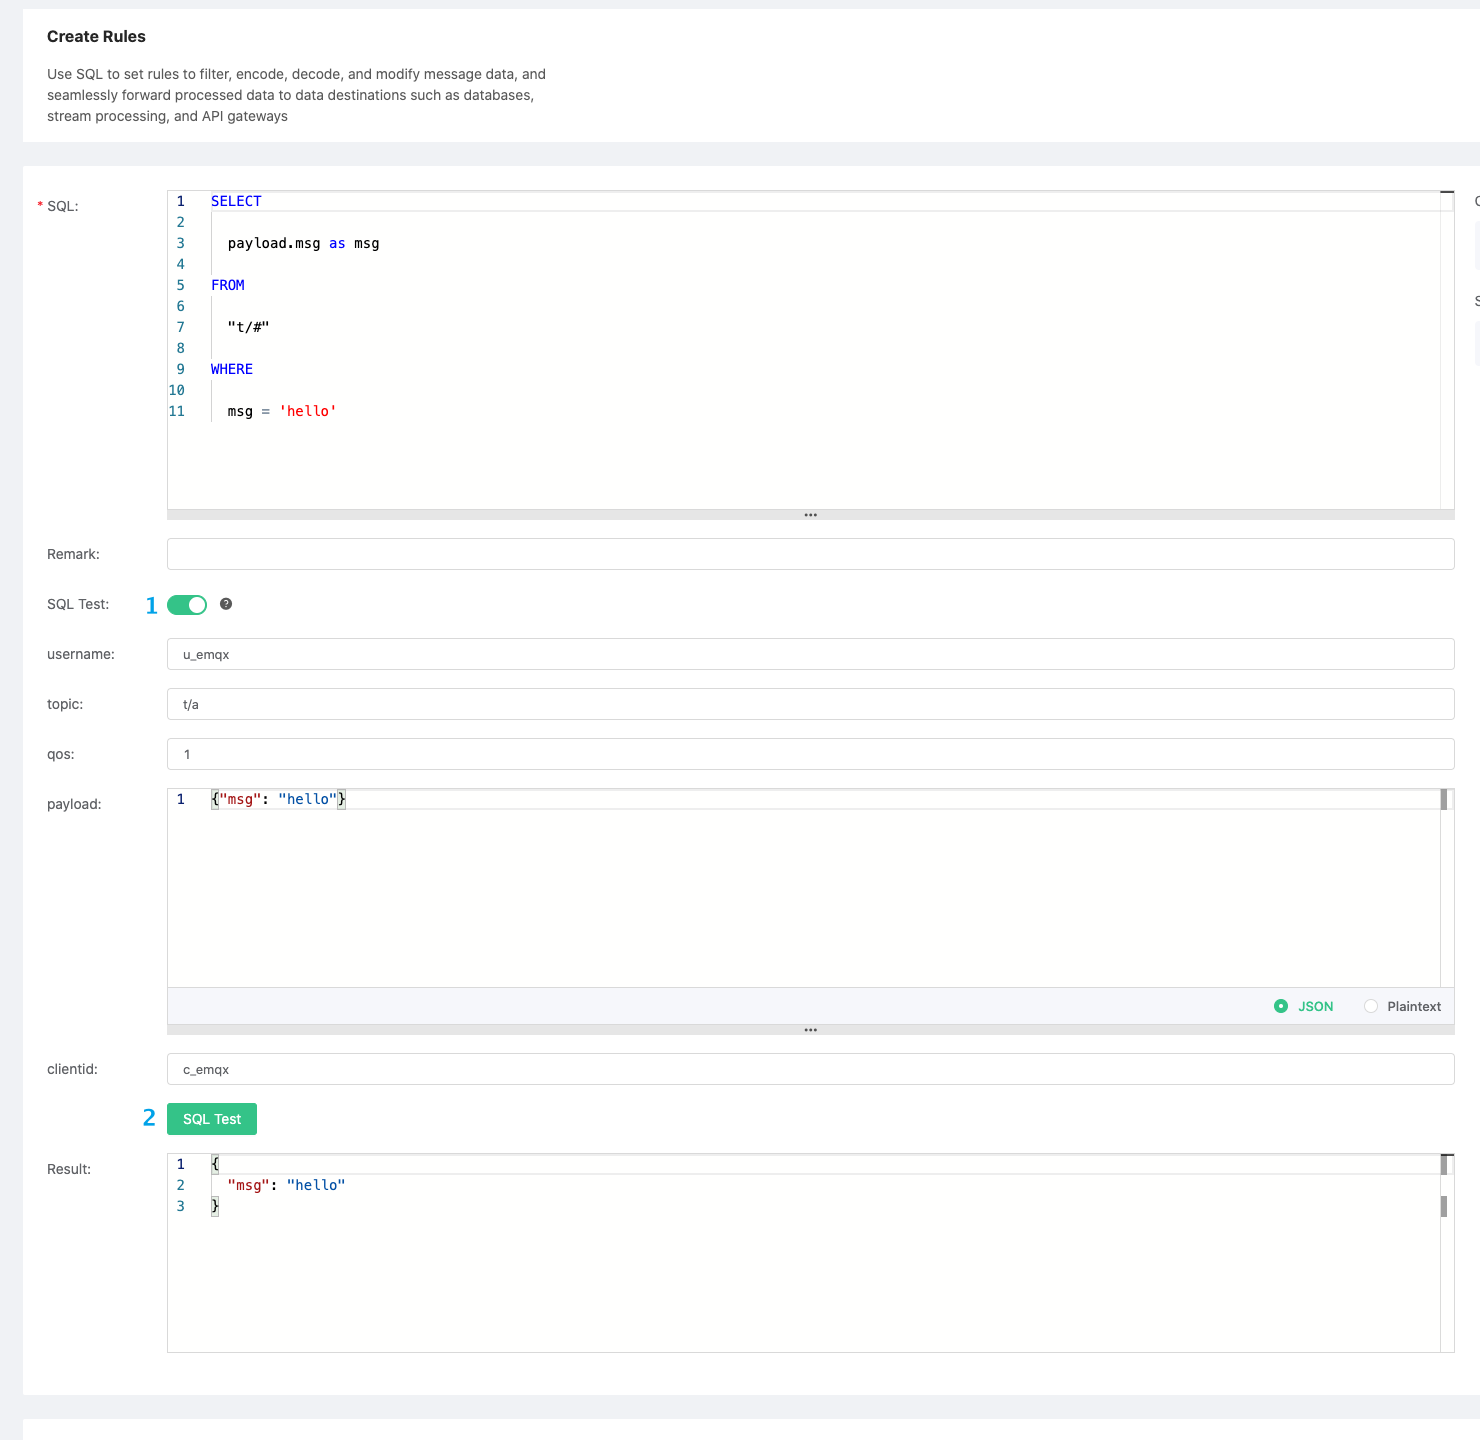 Create Rules
Use SQL to set rules to filter, encode, decode, and modify message data, and
seamlessly forward processed data to data destinations such as databases,
stream processing, and API gateways
* SQL:
1 SELECT
2
3 payload.msg as msg
4
5 FROM
6
7 "t/#"
8
9 WHERE
10
11 msg = 'hello'
Remark:
SQL Test: 1
username: u_emqx
topic: t/a
qos: 1
payload:
1 {"msg": "hello"}
JSON Plaintext
clientid: c_emqx
2 SQL Test
Result:
1 {
2 "msg": "hello"
3 }